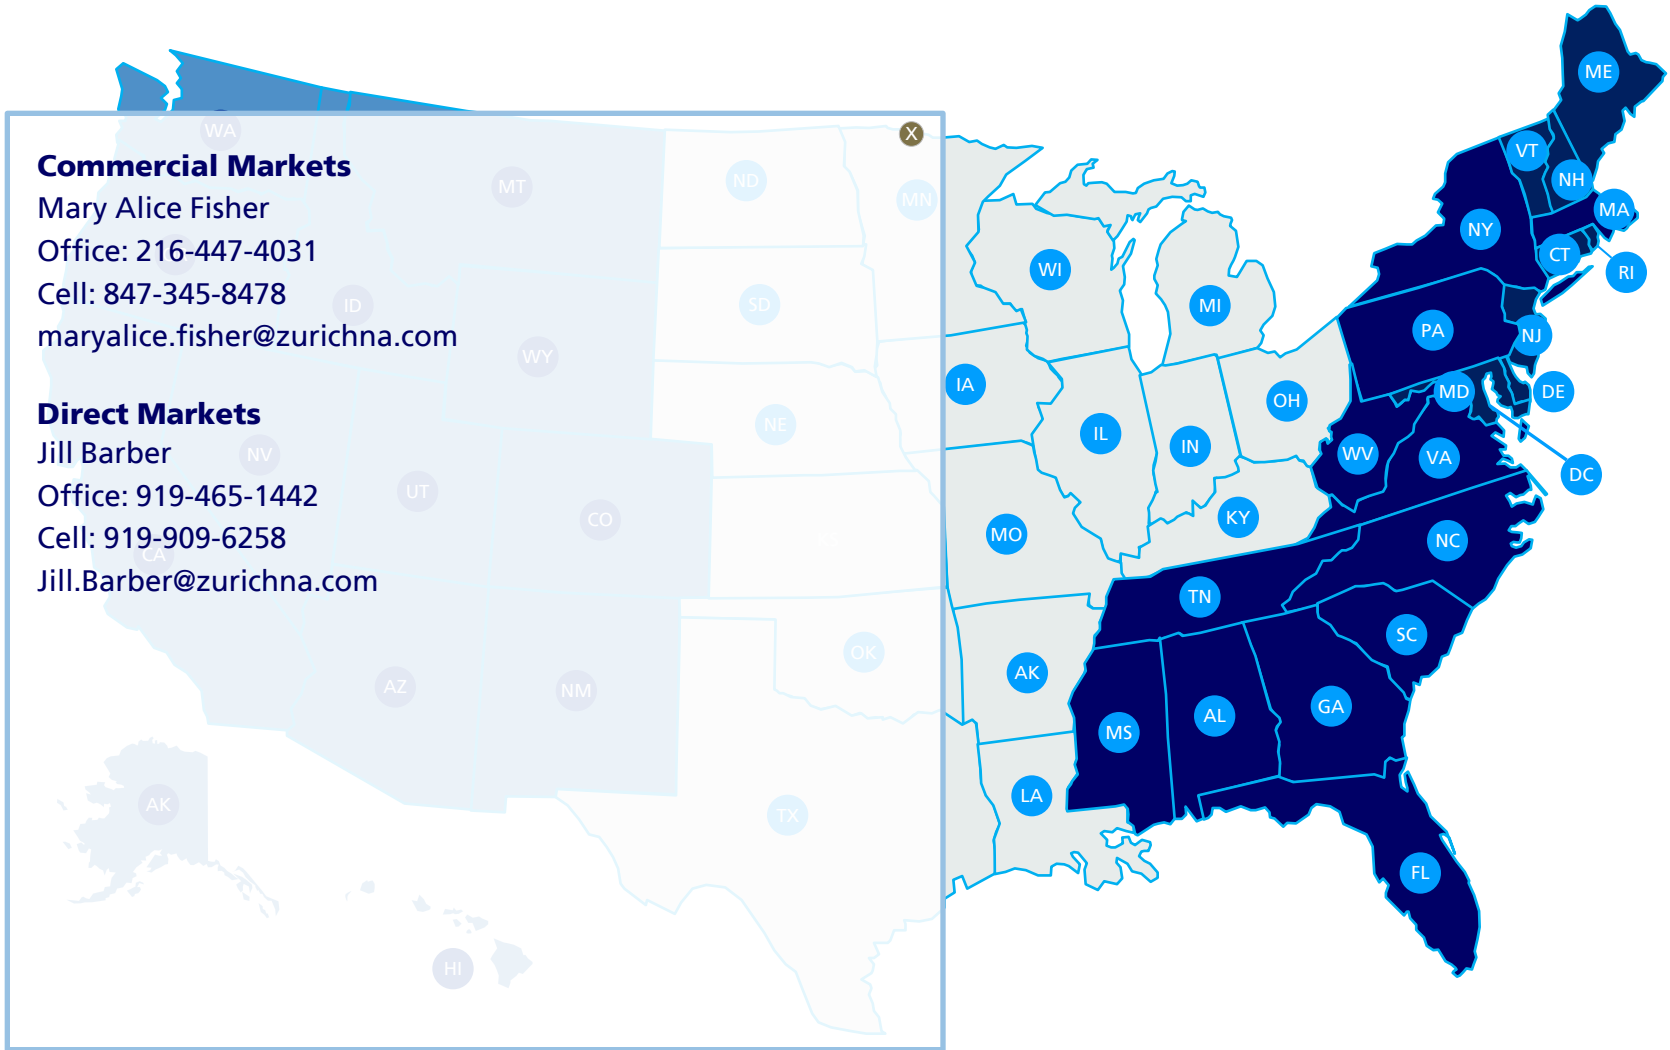 X
Commercial Markets
Mary Alice Fisher
Office: 216-447-4031
Cell: 847-345-8478
maryalice.fisher@zurichna.com
Direct Markets
Jill Barber
Office: 919-465-1442
Cell: 919-909-6258
Jill.Barber@zurichna.com
WA
MT
ND
MN
ID
SD
WY
NE
NV
UT
CO
CA
OK
AZ
NM
TX
AK
HI
ME
VT
NH
MA
NY
CT
RI
WI
MI
PA
NJ
IA
OH
MD
DE
IL
IN
WV
VA
DC
KY
MO
NC
TN
SC
AK
MS
AL
GA
LA
FL